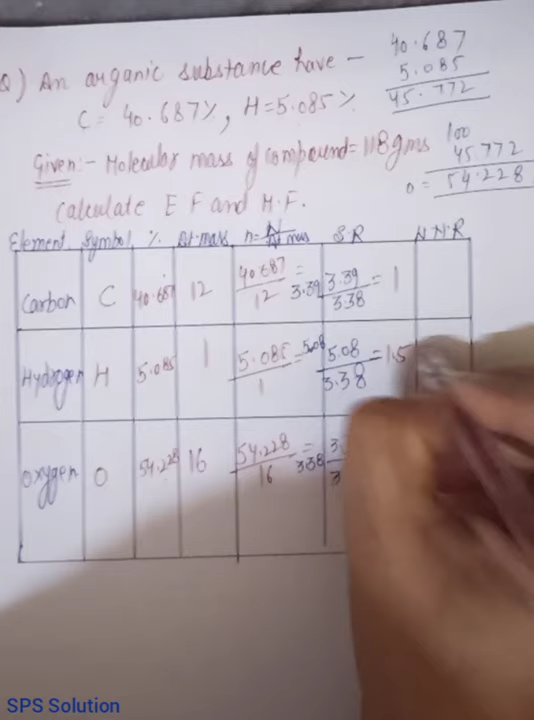 Q) An organic substance have -
C = 40.687%, H = 5.085%
40.687
5.085
45.772
Given:- Molecular mass of compound = 118 gms
100
45.772
O = 54.228
Calculate E F and M.F.
Element Symbol % At.mass n= W/At mas S.R N.N.R
Carbon C 40.687 12 40.687/12 = 3.39 3.39/3.38 = 1
Hydrogen H 5.085 1 5.085/1 = 5.08 5.08/3.38 = 1.5
Oxygen O 54.228 16 54.228/16 = 3.38
SPS Solution